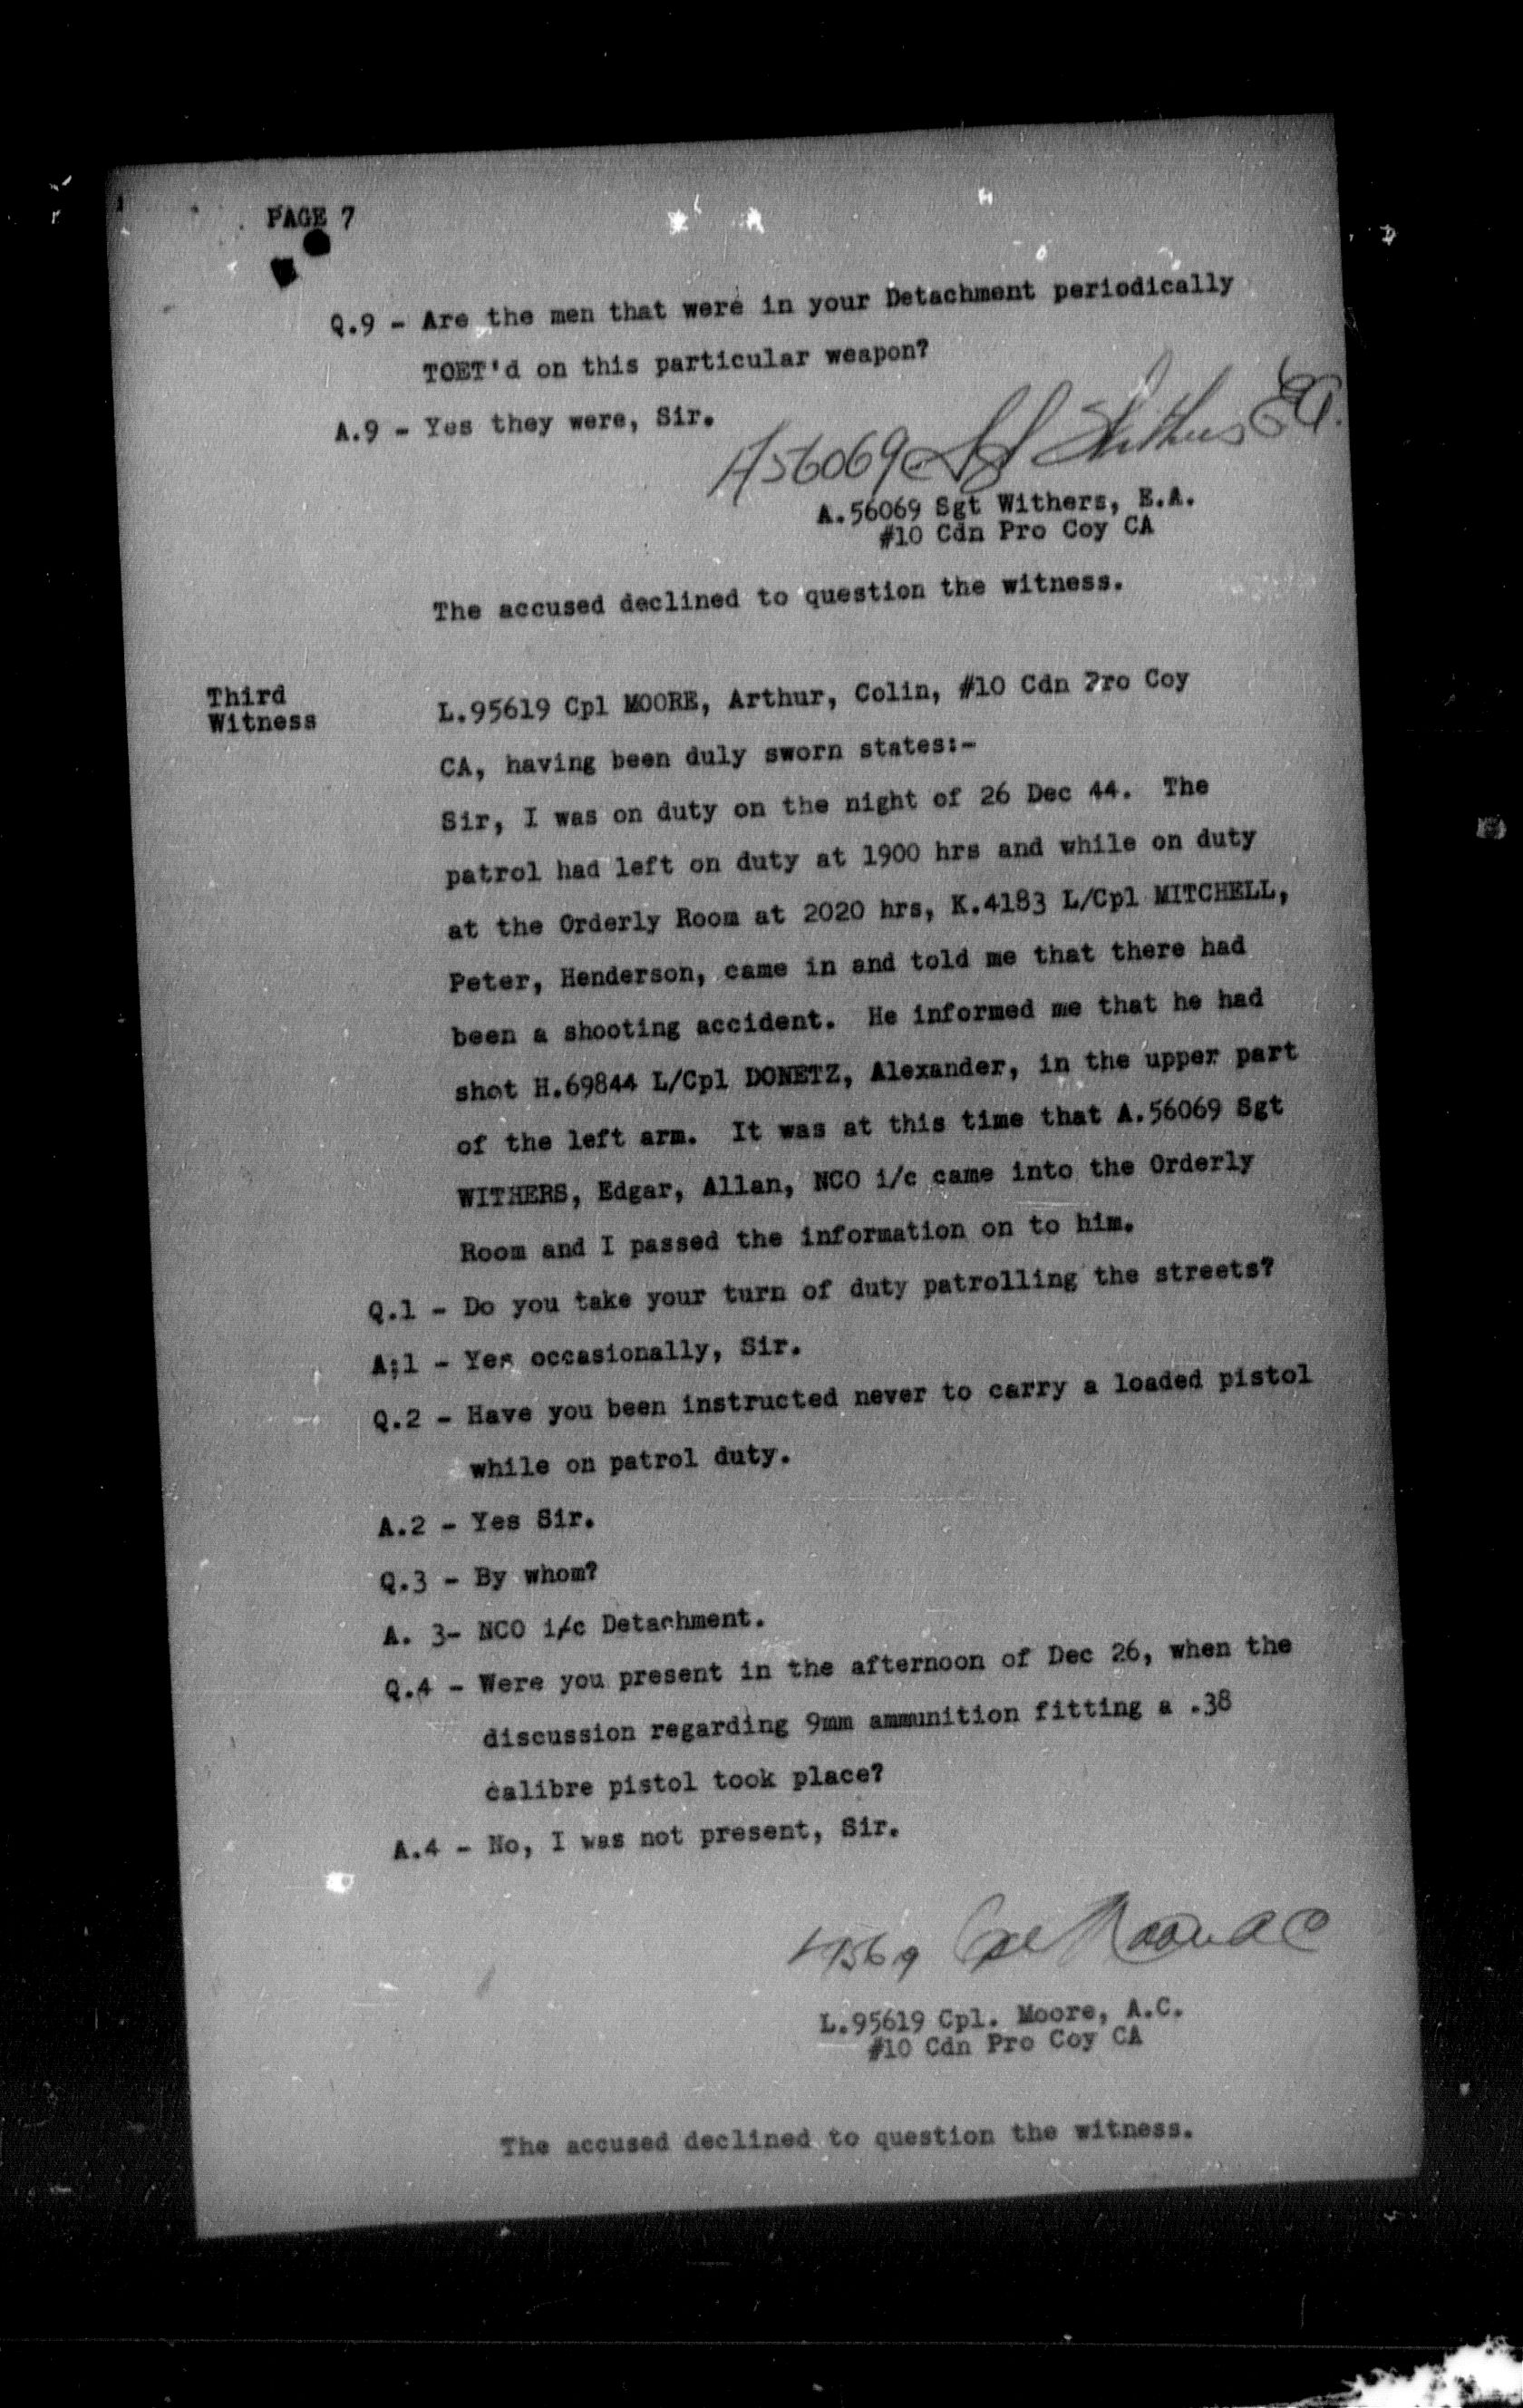 PAGE 7
Q.9 - Are the men that were in your Detachment periodically
TOET'd on this particular weapon?
A.9 - Yes they were, Sir.
A56069 Sgt Withers EA.
A.56069 Sgt Withers, E.A.
#10 Cdn Pro Coy CA
The accused declined to question the witness.
Third
Witness
L.95619 Cpl MOORE, Arthur, Colin, #10 Cdn Pro Coy
CA, having been duly sworn states:-
Sir, I was on duty on the night of 26 Dec 44. The
patrol had left on duty at 1900 hrs and while on duty
at the Orderly Room at 2020 hrs, K.4183 L/Cpl MITCHELL,
Peter, Henderson, came in and told me that there had
been a shooting accident. He informed me that he had
shot H.69844 L/Cpl DONETZ, Alexander, in the upper part
of the left arm. It was at this time that A.56069 Sgt
WITHERS, Edgar, Allan, NCO i/c came into the Orderly
Room and I passed the information on to him.
Q.1 - Do you take your turn of duty patrolling the streets?
A;1 - Yes occasionally, Sir.
Q.2 - Have you been instructed never to carry a loaded pistol
while on patrol duty.
A.2 - Yes Sir.
Q.3 - By whom?
A. 3- NCO i/c Detachment.
Q.4 - Were you present in the afternoon of Dec 26, when the
discussion regarding 9mm ammunition fitting a .38
calibre pistol took place?
A.4 - No, I was not present, Sir.
Cpl Moore A C
L.95619 Cpl. Moore, A.C.
#10 Cdn Pro Coy CA
The accused declined to question the witness.